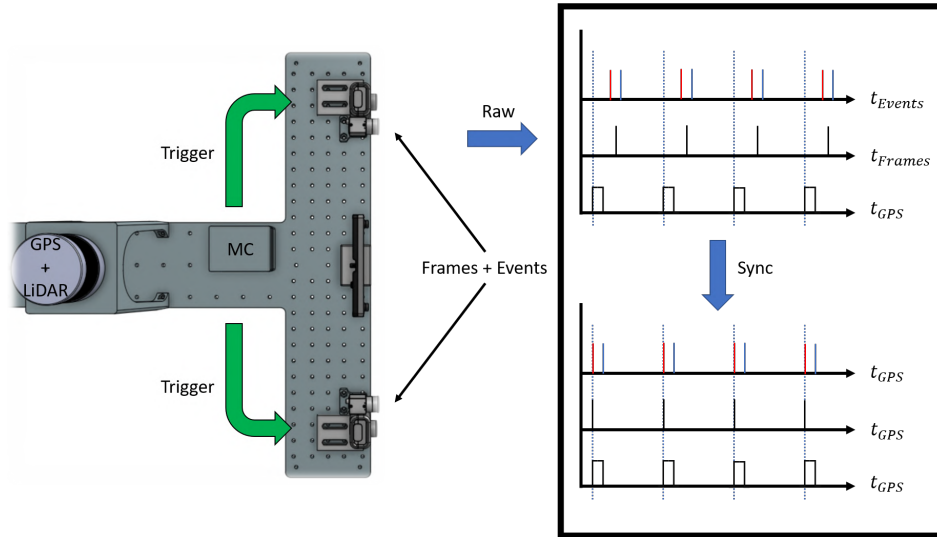 Trigger
GPS
+
LiDAR
MC
Trigger
Frames + Events
Raw
t_Events
t_Frames
t_GPS
Sync
t_GPS
t_GPS
t_GPS